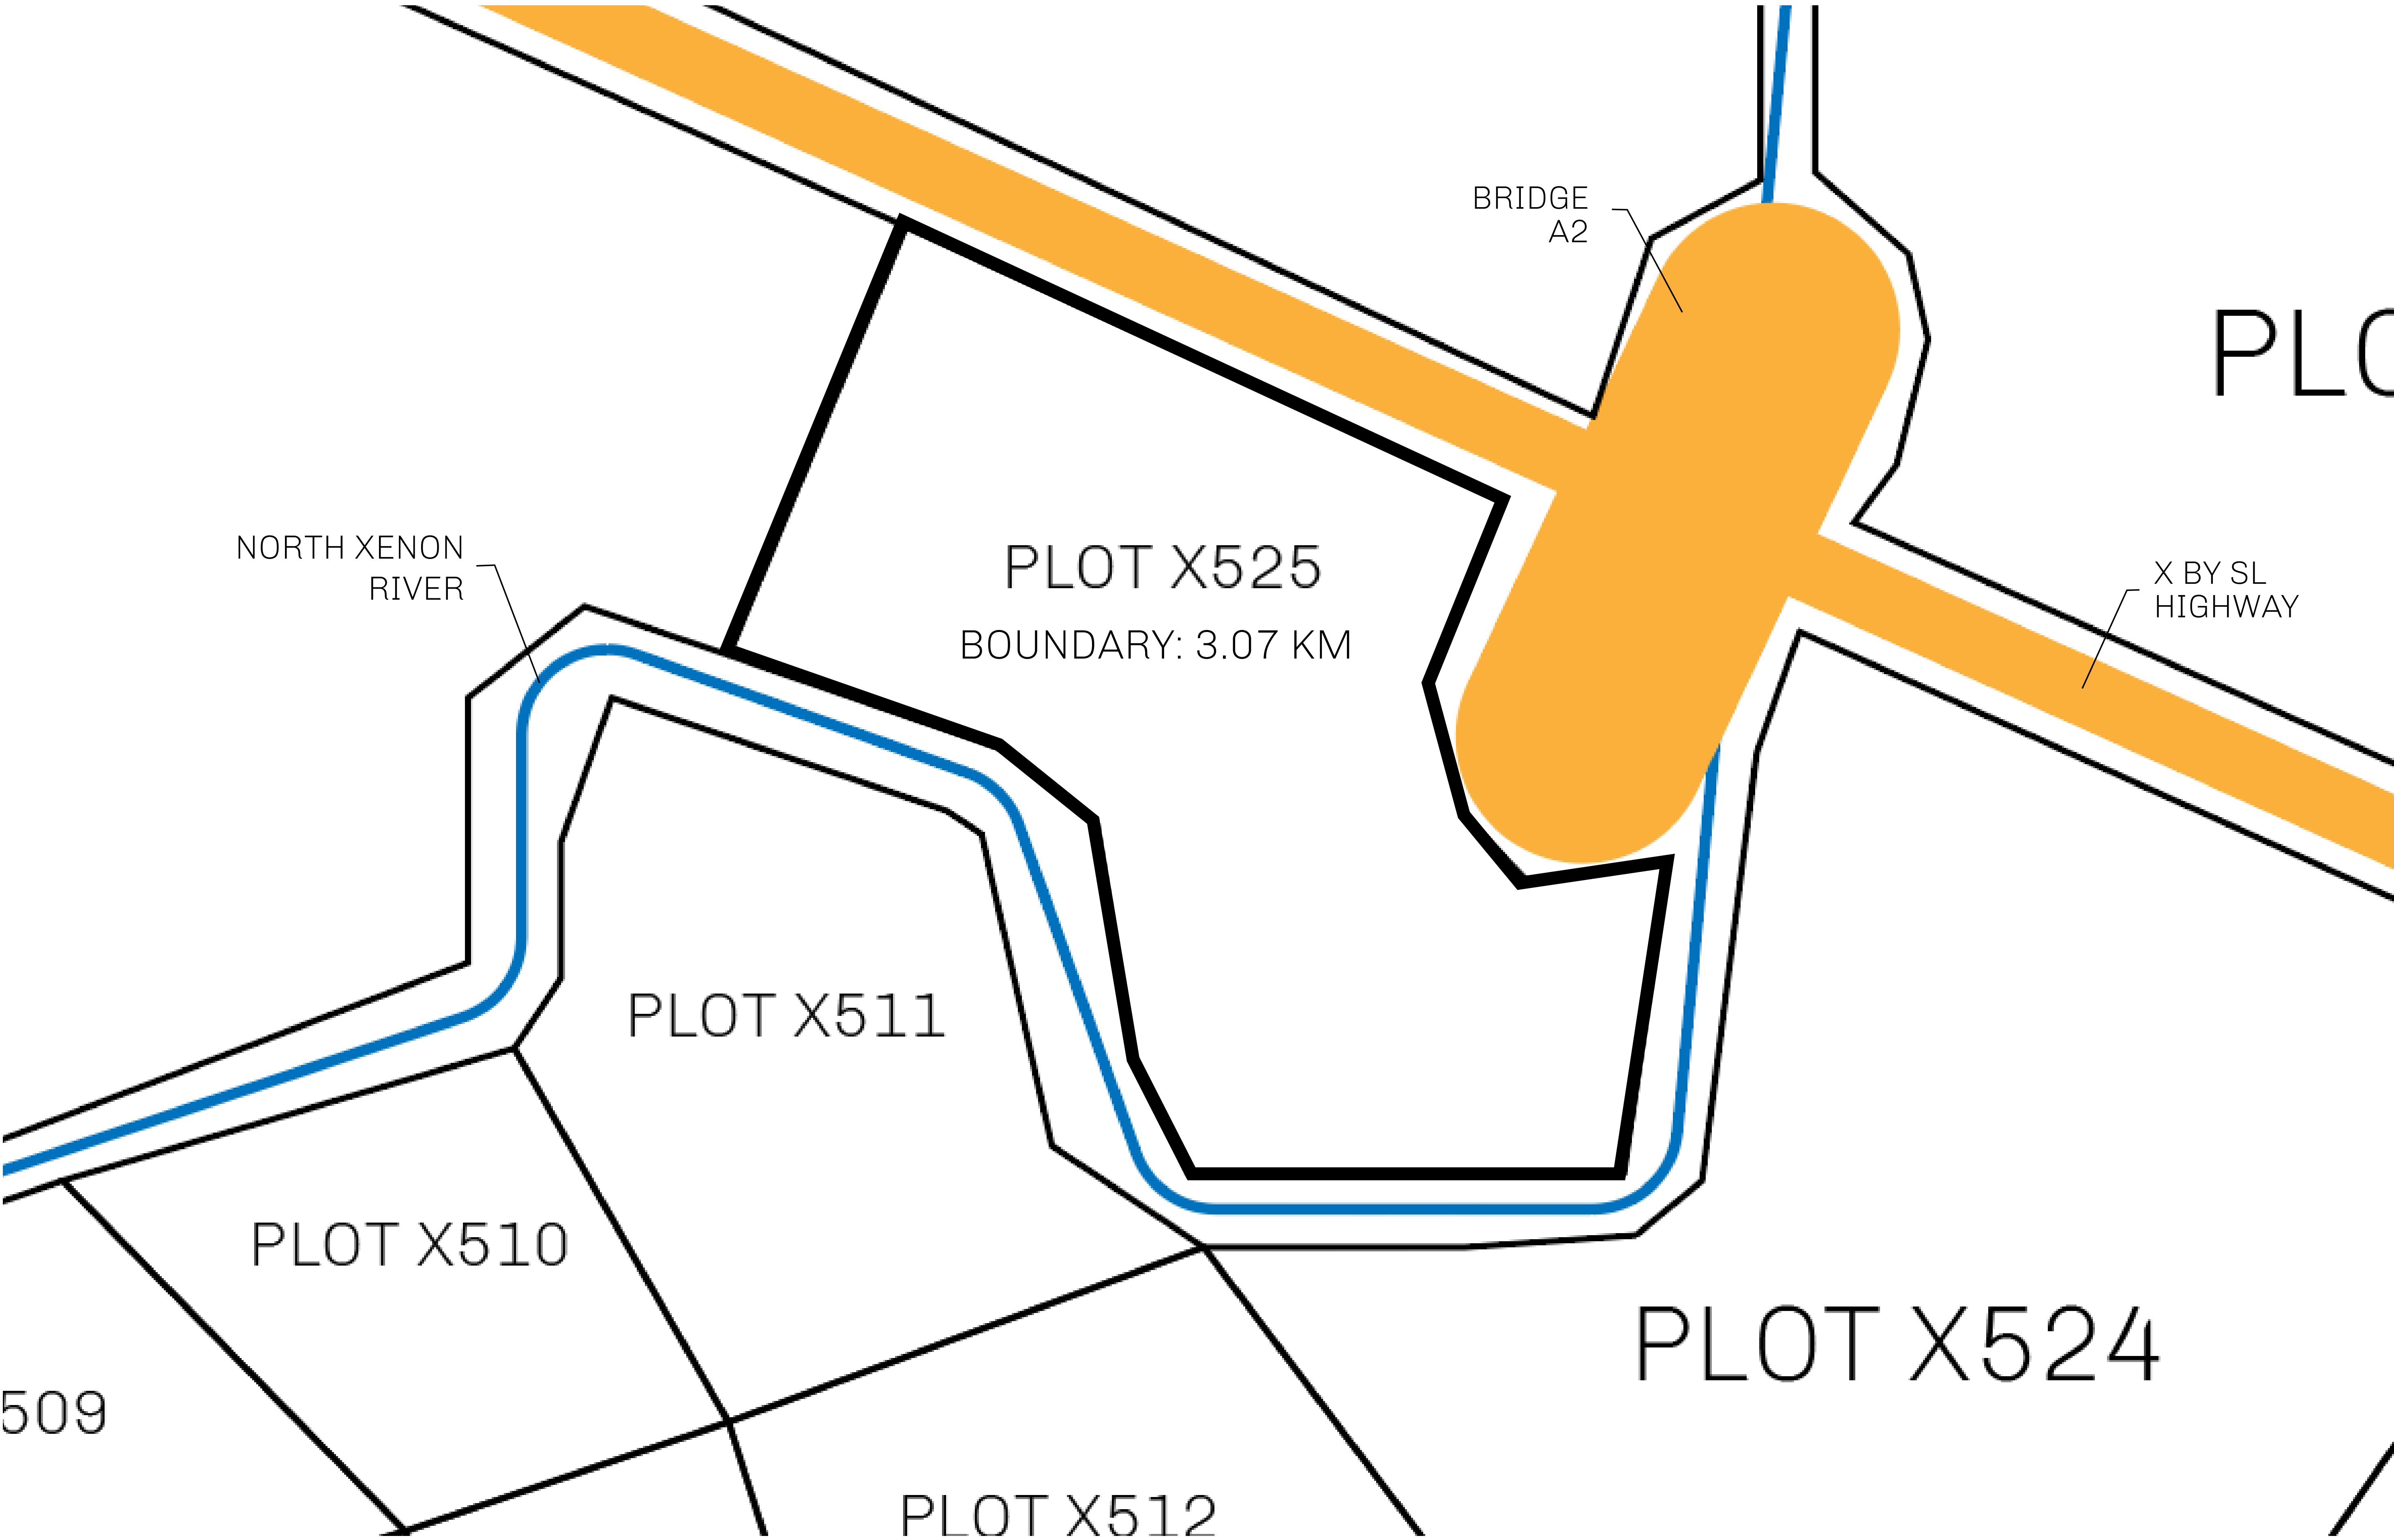 BRIDGE
A2
PLO
NORTH XENON
RIVER
PLOT X525
BOUNDARY: 3.07 KM
X BY SL
HIGHWAY
PLOT X511
PLOT X510
PLOT X524
509
PLOT X512